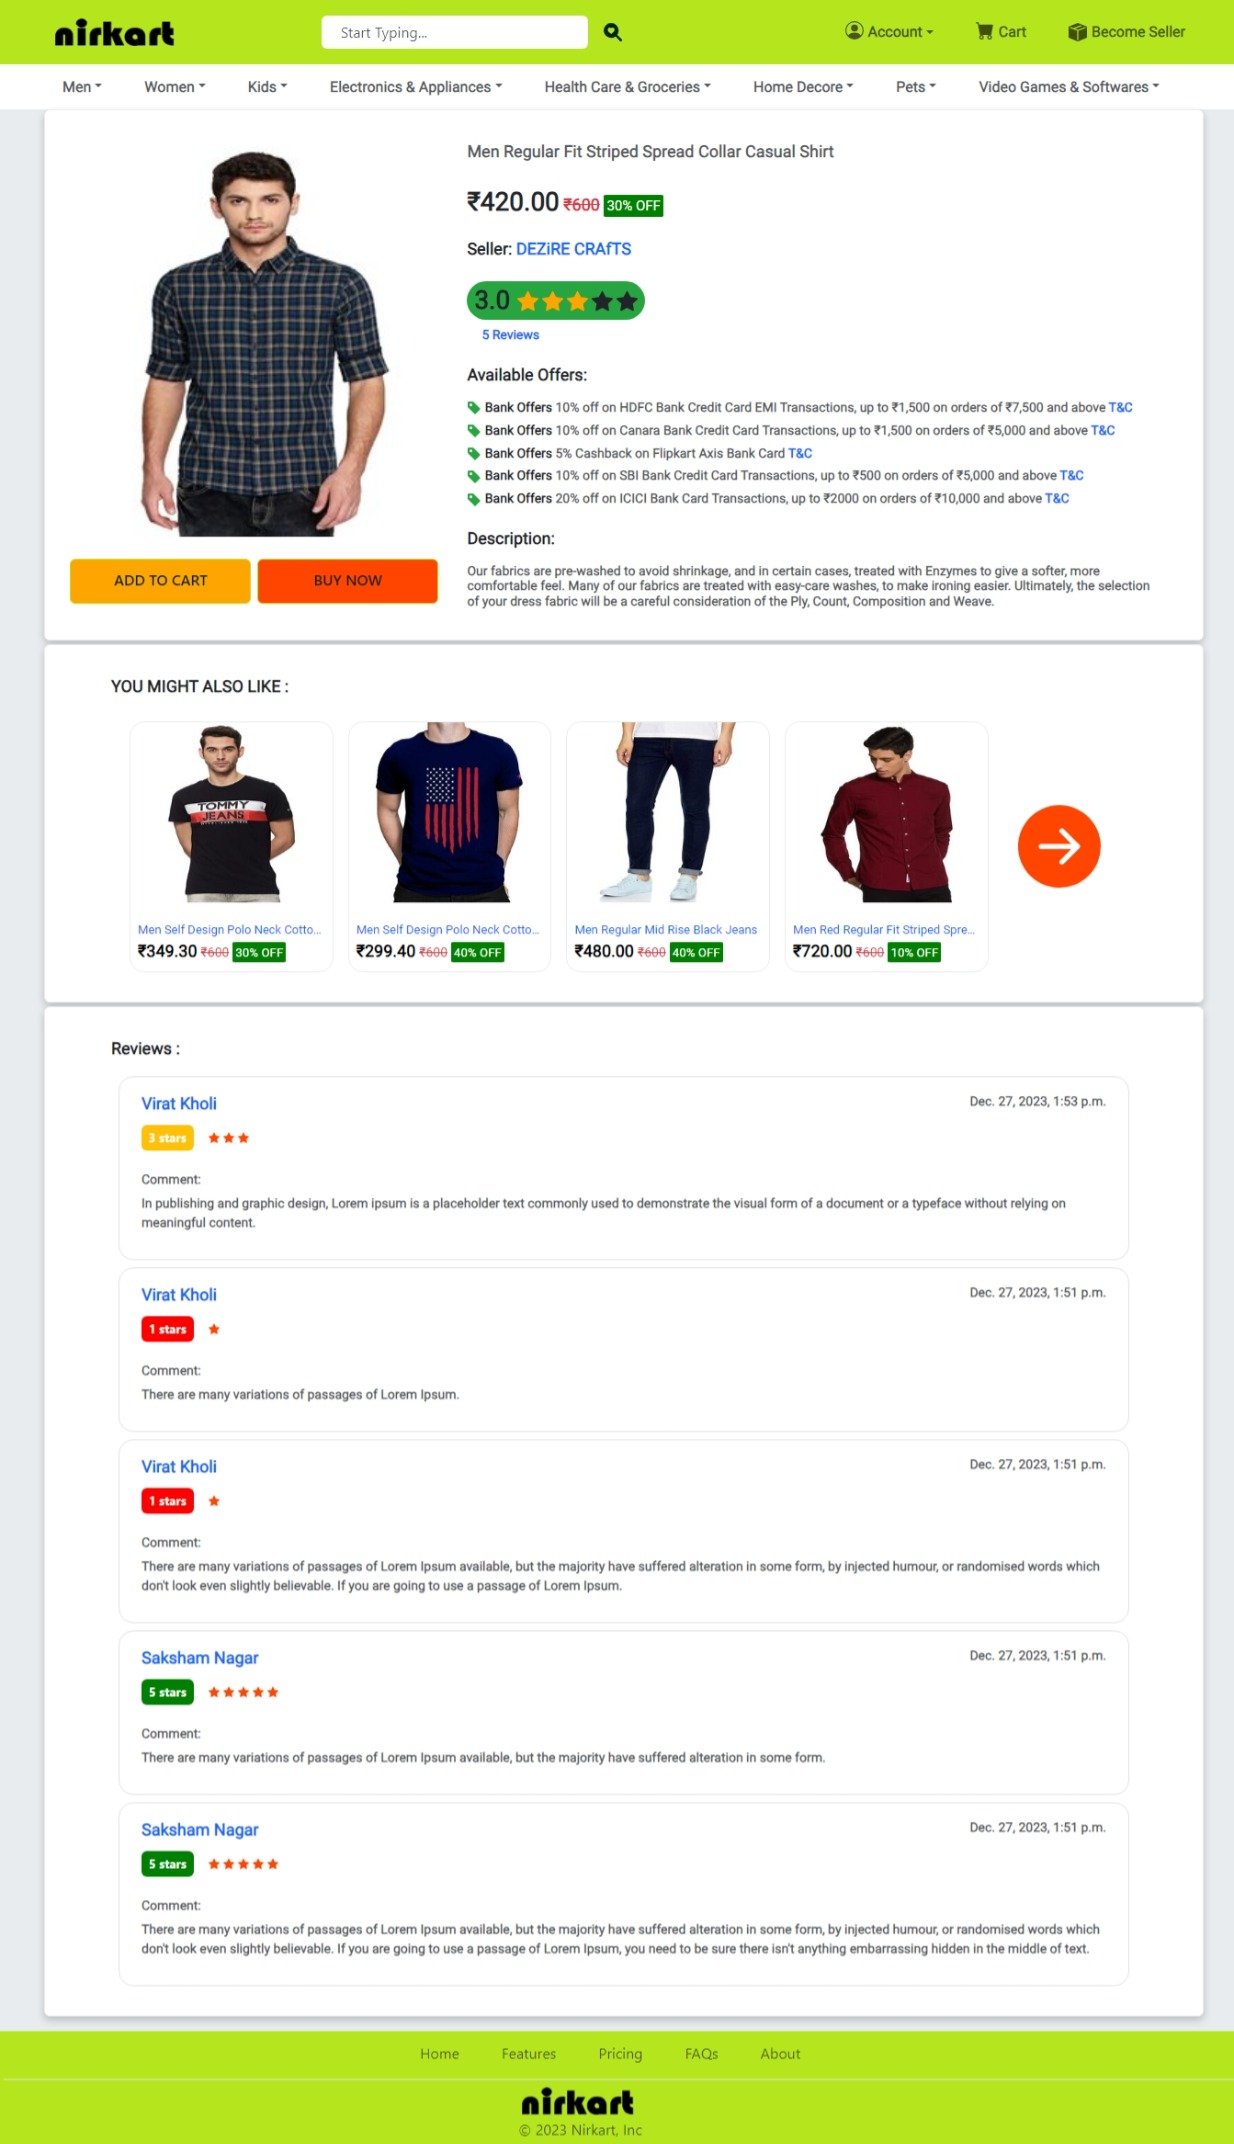 nirkart
Start Typing...
Account
Cart
Become Seller
Men
Women
Kids
Electronics & Appliances
Health Care & Groceries
Home Decore
Pets
Video Games & Softwares
Men Regular Fit Striped Spread Collar Casual Shirt
₹420.00 ₹600 30% OFF
Seller: DEZiRE CRAfTS
3.0
5 Reviews
Available Offers:
Bank Offers 10% off on HDFC Bank Credit Card EMI Transactions, up to ₹1,500 on orders of ₹7,500 and above T&C
Bank Offers 10% off on Canara Bank Credit Card Transactions, up to ₹1,500 on orders of ₹5,000 and above T&C
Bank Offers 5% Cashback on Flipkart Axis Bank Card T&C
Bank Offers 10% off on SBI Bank Credit Card Transactions, up to ₹500 on orders of ₹5,000 and above T&C
Bank Offers 20% off on ICICI Bank Card Transactions, up to ₹2000 on orders of ₹10,000 and above T&C
Description:
Our fabrics are pre-washed to avoid shrinkage, and in certain cases, treated with Enzymes to give a softer, more
comfortable feel. Many of our fabrics are treated with easy-care washes, to make ironing easier. Ultimately, the selection
of your dress fabric will be a careful consideration of the Ply, Count, Composition and Weave.
ADD TO CART
BUY NOW
YOU MIGHT ALSO LIKE :
TOMMY
JEANS
Men Self Design Polo Neck Cotto...
₹349.30 ₹600 30% OFF
Men Self Design Polo Neck Cotto...
₹299.40 ₹600 40% OFF
Men Regular Mid Rise Black Jeans
₹480.00 ₹600 40% OFF
Men Red Regular Fit Striped Spre...
₹720.00 ₹600 10% OFF
Reviews :
Virat Kholi
Dec. 27, 2023, 1:53 p.m.
3 stars
Comment:
In publishing and graphic design, Lorem ipsum is a placeholder text commonly used to demonstrate the visual form of a document or a typeface without relying on
meaningful content.
Virat Kholi
Dec. 27, 2023, 1:51 p.m.
1 stars
Comment:
There are many variations of passages of Lorem Ipsum.
Virat Kholi
Dec. 27, 2023, 1:51 p.m.
1 stars
Comment:
There are many variations of passages of Lorem Ipsum available, but the majority have suffered alteration in some form, by injected humour, or randomised words which
don't look even slightly believable. If you are going to use a passage of Lorem Ipsum.
Saksham Nagar
Dec. 27, 2023, 1:51 p.m.
5 stars
Comment:
There are many variations of passages of Lorem Ipsum available, but the majority have suffered alteration in some form.
Saksham Nagar
Dec. 27, 2023, 1:51 p.m.
5 stars
Comment:
There are many variations of passages of Lorem Ipsum available, but the majority have suffered alteration in some form, by injected humour, or randomised words which
don't look even slightly believable. If you are going to use a passage of Lorem Ipsum, you need to be sure there isn't anything embarrassing hidden in the middle of text.
Home
Features
Pricing
FAQs
About
nirkart
© 2023 Nirkart, Inc